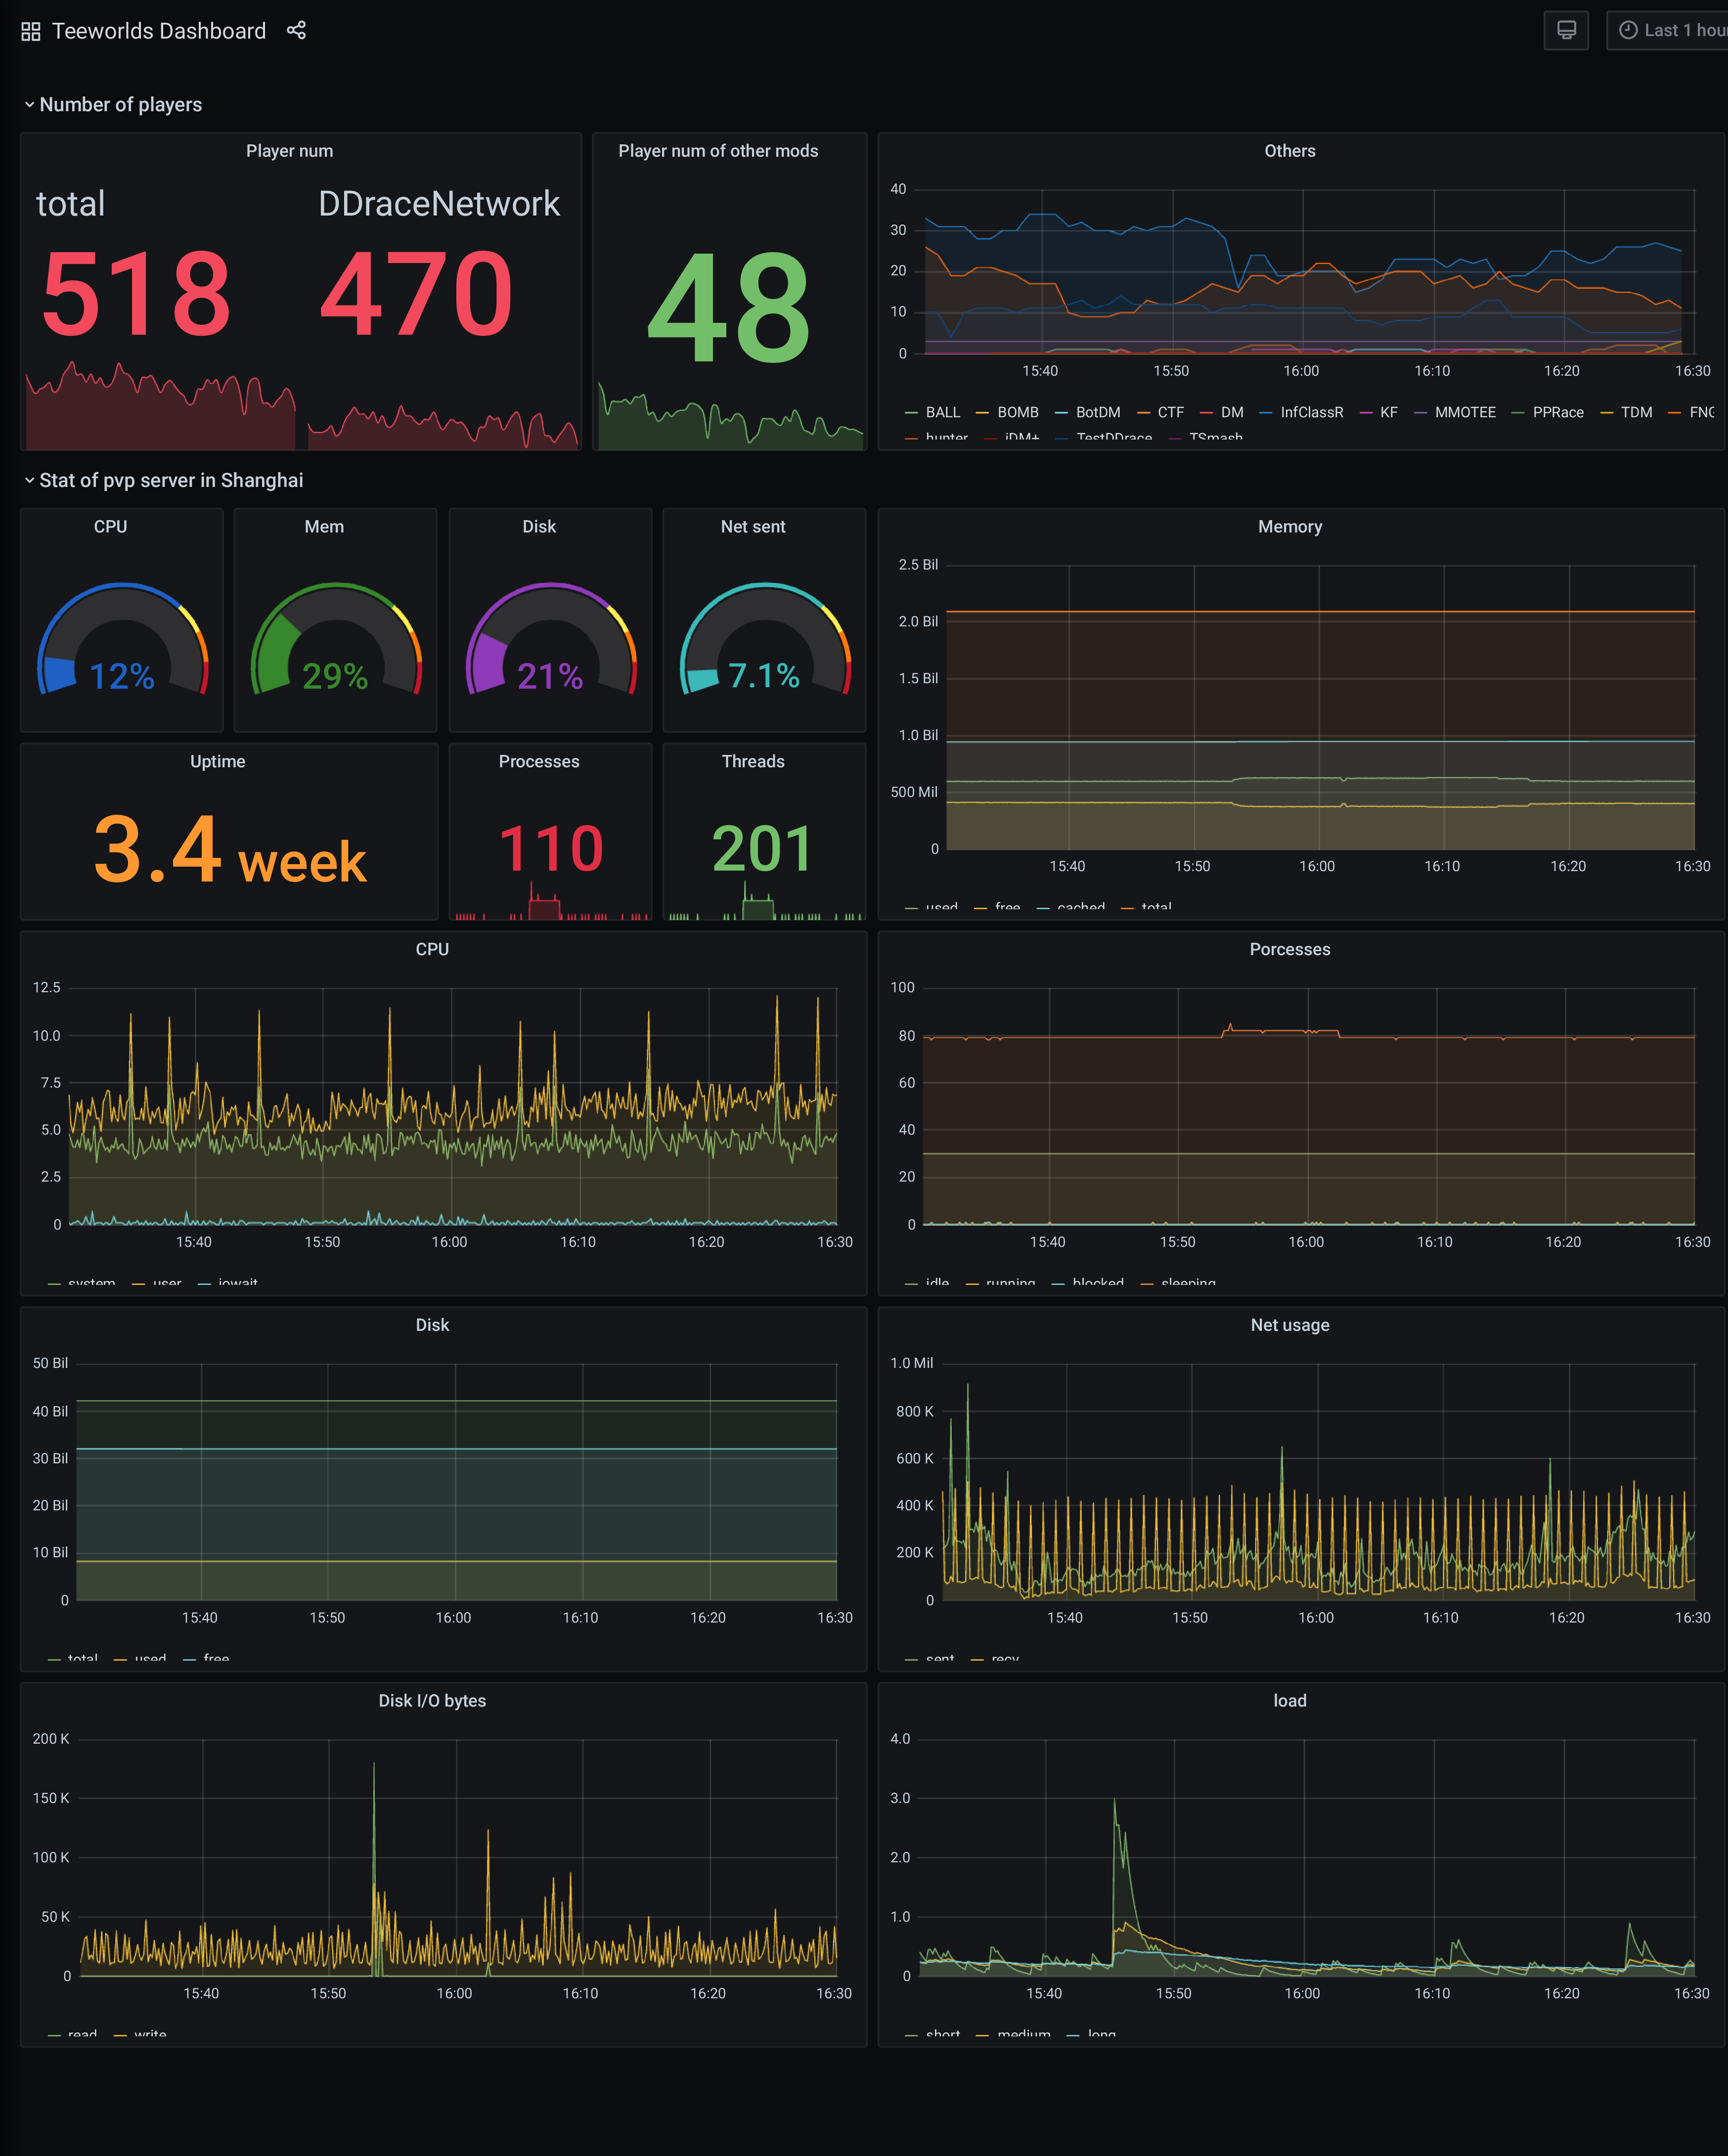 Teeworlds Dashboard
Last 1 hour
Number of players
Player num
total
DDraceNetwork
518
470
Player num of other mods
48
Others
40
30
20
10
0
15:40 15:50 16:00 16:10 16:20 16:30
BALL BOMB BotDM CTF DM InfClassR KF MMOTEE PPRace TDM FNG
hunter iDM+ TestDDrace TSmash
Stat of pvp server in Shanghai
CPU
12%
Mem
29%
Disk
21%
Net sent
7.1%
Memory
2.5 Bil
2.0 Bil
1.5 Bil
1.0 Bil
500 Mil
0
15:40 15:50 16:00 16:10 16:20 16:30
used free cached total
Uptime
3.4 week
Processes
110
Threads
201
CPU
12.5
10.0
7.5
5.0
2.5
0
15:40 15:50 16:00 16:10 16:20 16:30
system user iowait
Porcesses
100
80
60
40
20
0
15:40 15:50 16:00 16:10 16:20 16:30
idle running blocked sleeping
Disk
50 Bil
40 Bil
30 Bil
20 Bil
10 Bil
0
15:40 15:50 16:00 16:10 16:20 16:30
total used free
Net usage
1.0 Mil
800 K
600 K
400 K
200 K
0
15:40 15:50 16:00 16:10 16:20 16:30
sent recv
Disk I/O bytes
200 K
150 K
100 K
50 K
0
15:40 15:50 16:00 16:10 16:20 16:30
read write
load
4.0
3.0
2.0
1.0
0
15:40 15:50 16:00 16:10 16:20 16:30
short medium long